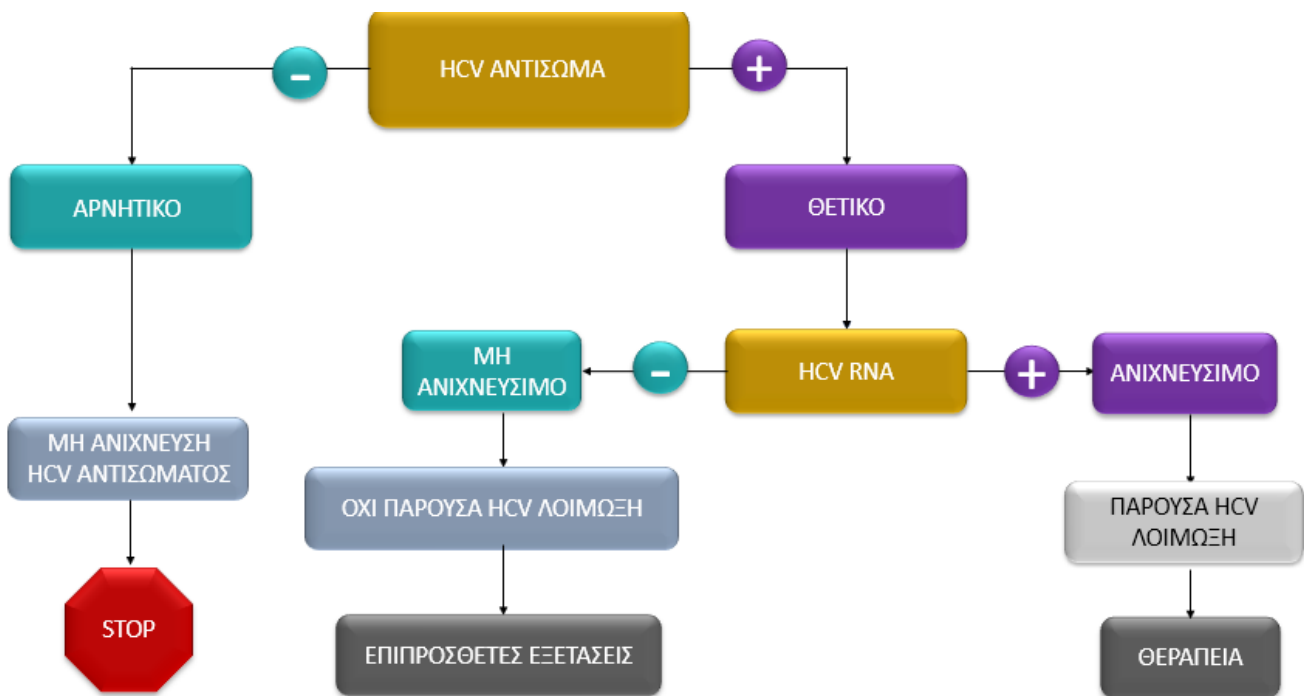 HCV ΑΝΤΙΣΩΜΑ
−
+
ΑΡΝΗΤΙΚΟ
ΘΕΤΙΚΟ
ΜΗ
ΑΝΙΧΝΕΥΣΙΜΟ
−
HCV RNA
+
ΑΝΙΧΝΕΥΣΙΜΟ
ΜΗ ΑΝΙΧΝΕΥΣΗ
HCV ΑΝΤΙΣΩΜΑΤΟΣ
ΟΧΙ ΠΑΡΟΥΣΑ HCV ΛΟΙΜΩΞΗ
ΠΑΡΟΥΣΑ HCV
ΛΟΙΜΩΞΗ
STOP
ΕΠΙΠΡΟΣΘΕΤΕΣ ΕΞΕΤΑΣΕΙΣ
ΘΕΡΑΠΕΙΑ